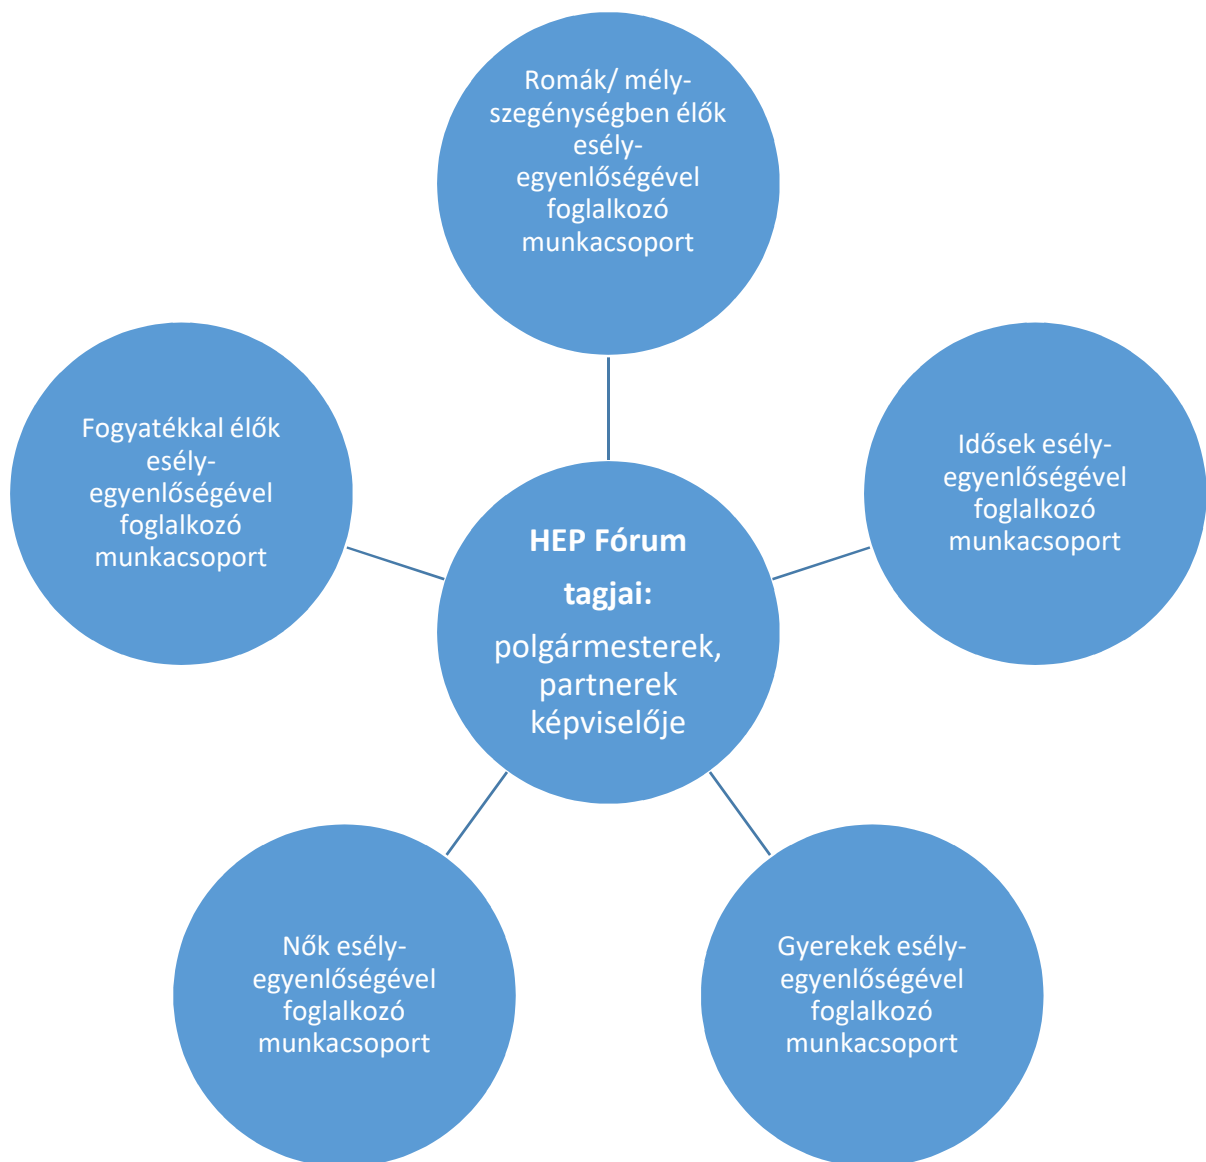 Romák/ mély-
szegénységben élők
esély-
egyenlőségével
foglalkozó
munkacsoport
Fogyatékkal élők
esély-
egyenlőségével
foglalkozó
munkacsoport
Idősek esély-
egyenlőségével
foglalkozó
munkacsoport
HEP Fórum
tagjai:
polgármesterek,
partnerek
képviselője
Nők esély-
egyenlőségével
foglalkozó
munkacsoport
Gyerekek esély-
egyenlőségével
foglalkozó
munkacsoport